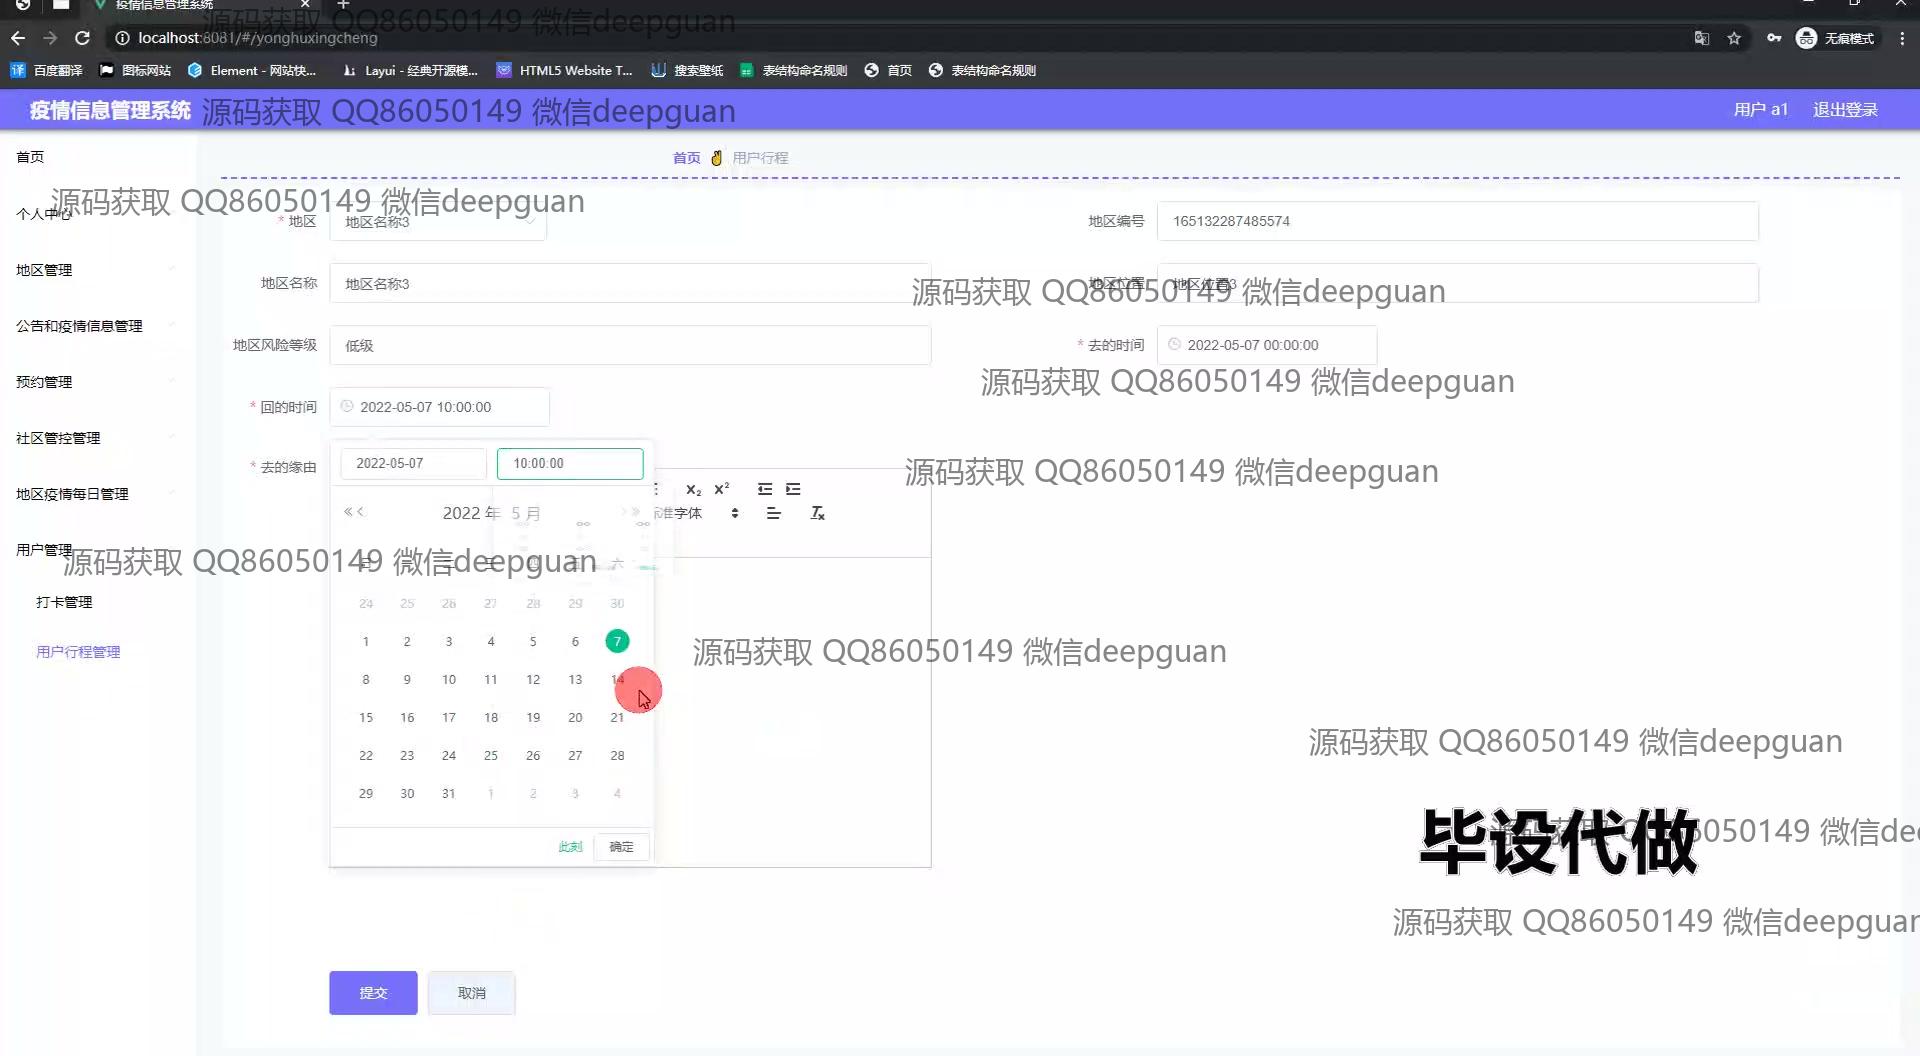 疫情信息管理系统
源码获取 QQ86050149 微信deepguan
localhost:8081/#/yonghuxingcheng
无痕模式
百度翻译 图标网站 Element - 网站快... Layui - 经典开源模... HTML5 Website T... 搜索壁纸 表结构命名规则 首页 表结构命名规则
疫情信息管理系统 源码获取 QQ86050149 微信deepguan 用户 a1 退出登录
首页
首页 用户行程
源码获取 QQ86050149 微信deepguan
个人中心
* 地区 地区名称3 地区编号 165132287485574
地区管理
地区名称 地区名称3 地区位置 地区位置3
源码获取 QQ86050149 微信deepguan
公告和疫情信息管理
地区风险等级 低级 * 去的时间 2022-05-07 00:00:00
预约管理
源码获取 QQ86050149 微信deepguan
* 回的时间 2022-05-07 10:00:00
社区管控管理
* 去的缘由 2022-05-07 10:00:00
源码获取 QQ86050149 微信deepguan
地区疫情每日管理
2022 年 5 月
准字体
用户管理
源码获取 QQ86050149 微信deepguan
六
24 25 26 27 28 29 30
打卡管理
1 2 3 4 5 6 7
用户行程管理
源码获取 QQ86050149 微信deepguan
8 9 10 11 12 13 14
15 16 17 18 19 20 21
源码获取 QQ86050149 微信deepguan
22 23 24 25 26 27 28
29 30 31 1 2 3 4
毕设代做
050149 微信dee
此刻 确定
源码获取 QQ86050149 微信deepguan
提交 取消